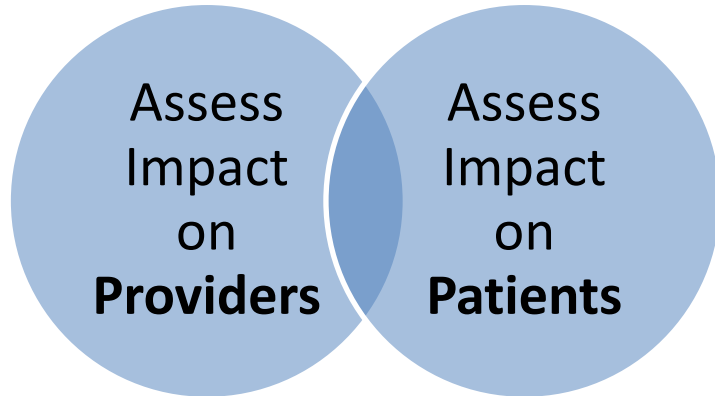 Assess
Impact
on
Providers
Assess
Impact
on
Patients